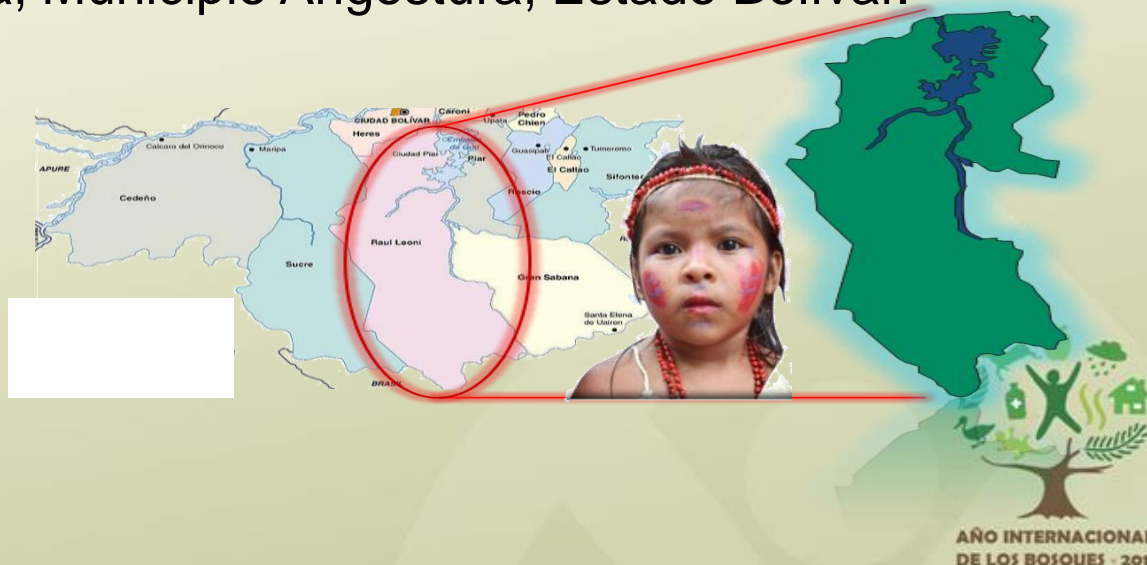 Municipio Angostura, Estado Bolívar.
CIUDAD BOLÍVAR
Caroni
Upata
Pedro
Chien
Heres
Calcara del Orinoco
Maripa
Ciudad Piar
Embalse
de Guri
Piar
Guasipati
El Callao
El Callao
Tumeremo
APURE
Sifontes
Cedeño
Roscio
Raul Leoni
Sucre
Gran Sabana
Santa Elena
de Uairen
BRASIL
AÑO INTERNACIONAL
DE LOS BOSQUES - 201